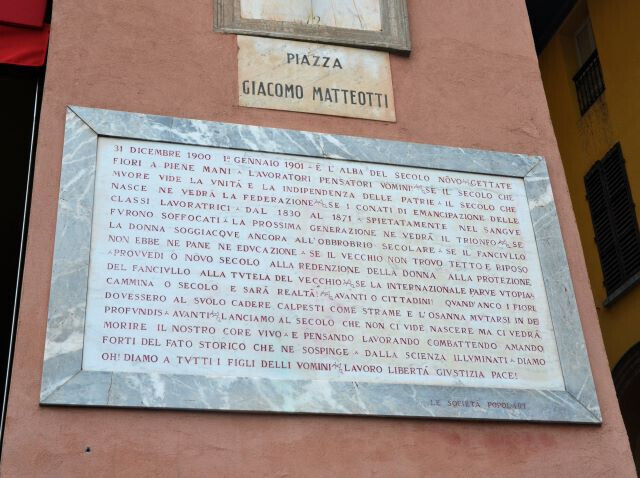 PIAZZA
GIACOMO MATTEOTTI
31 DICEMBRE 1900 1º GENNAIO 1901 - È L'ALBA DEL SECOLO NÖVO GETTATE
FIORI A PIENE MANI LAVORATORI PENSATORI VOMINI SE IL SECOLO CHE
MVORE VIDE LA VNITÀ E LA INDIPENDENZA DELLE PATRIE IL SECOLO CHE
NASCE NE VEDRÀ LA FEDERAZIONE SE I CONATI DI EMANCIPAZIONE DELLE
CLASSI LAVORATRICI DAL 1830 AL 1871 SPIETATAMENTE NEL SANGVE
FVRONO SOFFOCATI LA PROSSIMA GENERAZIONE NE VEDRÀ IL TRIONFO SE
LA DONNA SOGGIACQVE ANCORA ALL'OBBROBRIO SECOLARE SE IL FANCIVLLO
NON EBBE NE PANE NE EDVCAZIONE SE IL VECCHIO NON TROVO TETTO E RIPOSO
PROVVEDI O NOVO SECOLO ALLA REDENZIONE DELLA DONNA ALLA PROTEZIONE
DEL FANCIVLLO ALLA TVTELA DEL VECCHIO SE LA INTERNAZIONALE PARVE VTOPIA
CAMMINA O SECOLO E SARÀ REALTÀ! AVANTI O CITTADINI! QUAND'ANCO I FIORI
DOVESSERO AL SVOLO CADERE CALPESTI COME STRAME E L'OSANNA MVTARSI IN DE
PROFVNDIS AVANTI LANCIAMO AL SECOLO CHE NON CI VIDE NASCERE MA CI VEDRÀ
MORIRE IL NOSTRO CORE VIVO E PENSANDO LAVORANDO COMBATTENDO AMANDO
FORTI DEL FATO STORICO CHE NE SOSPINGE DALLA SCIENZA ILLVMINATI DIAMO
OH! DIAMO A TVTTI I FIGLI DELLI VOMINI LAVORO LIBERTÀ GIVSTIZIA PACE!
LE SOCIETÀ POPOLARI